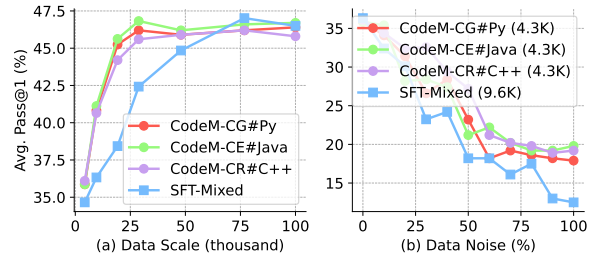 Avg. Pass@1 (%)
47.5
45.0
42.5
40.0
37.5
35.0
0
25
50
75
100
CodeM-CG#Py
CodeM-CE#Java
CodeM-CR#C++
SFT-Mixed
(a) Data Scale (thousand)
35
30
25
20
15
0
20
40
60
80
100
CodeM-CG#Py (4.3K)
CodeM-CE#Java (4.3K)
CodeM-CR#C++ (4.3K)
SFT-Mixed (9.6K)
(b) Data Noise (%)